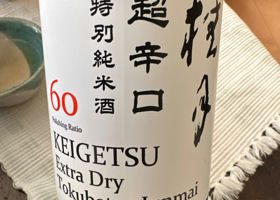 桂月
超辛口
特別純米酒
60
Polishing Ratio
KEIGETSU
Extra Dry
Tokubetsu Junmai